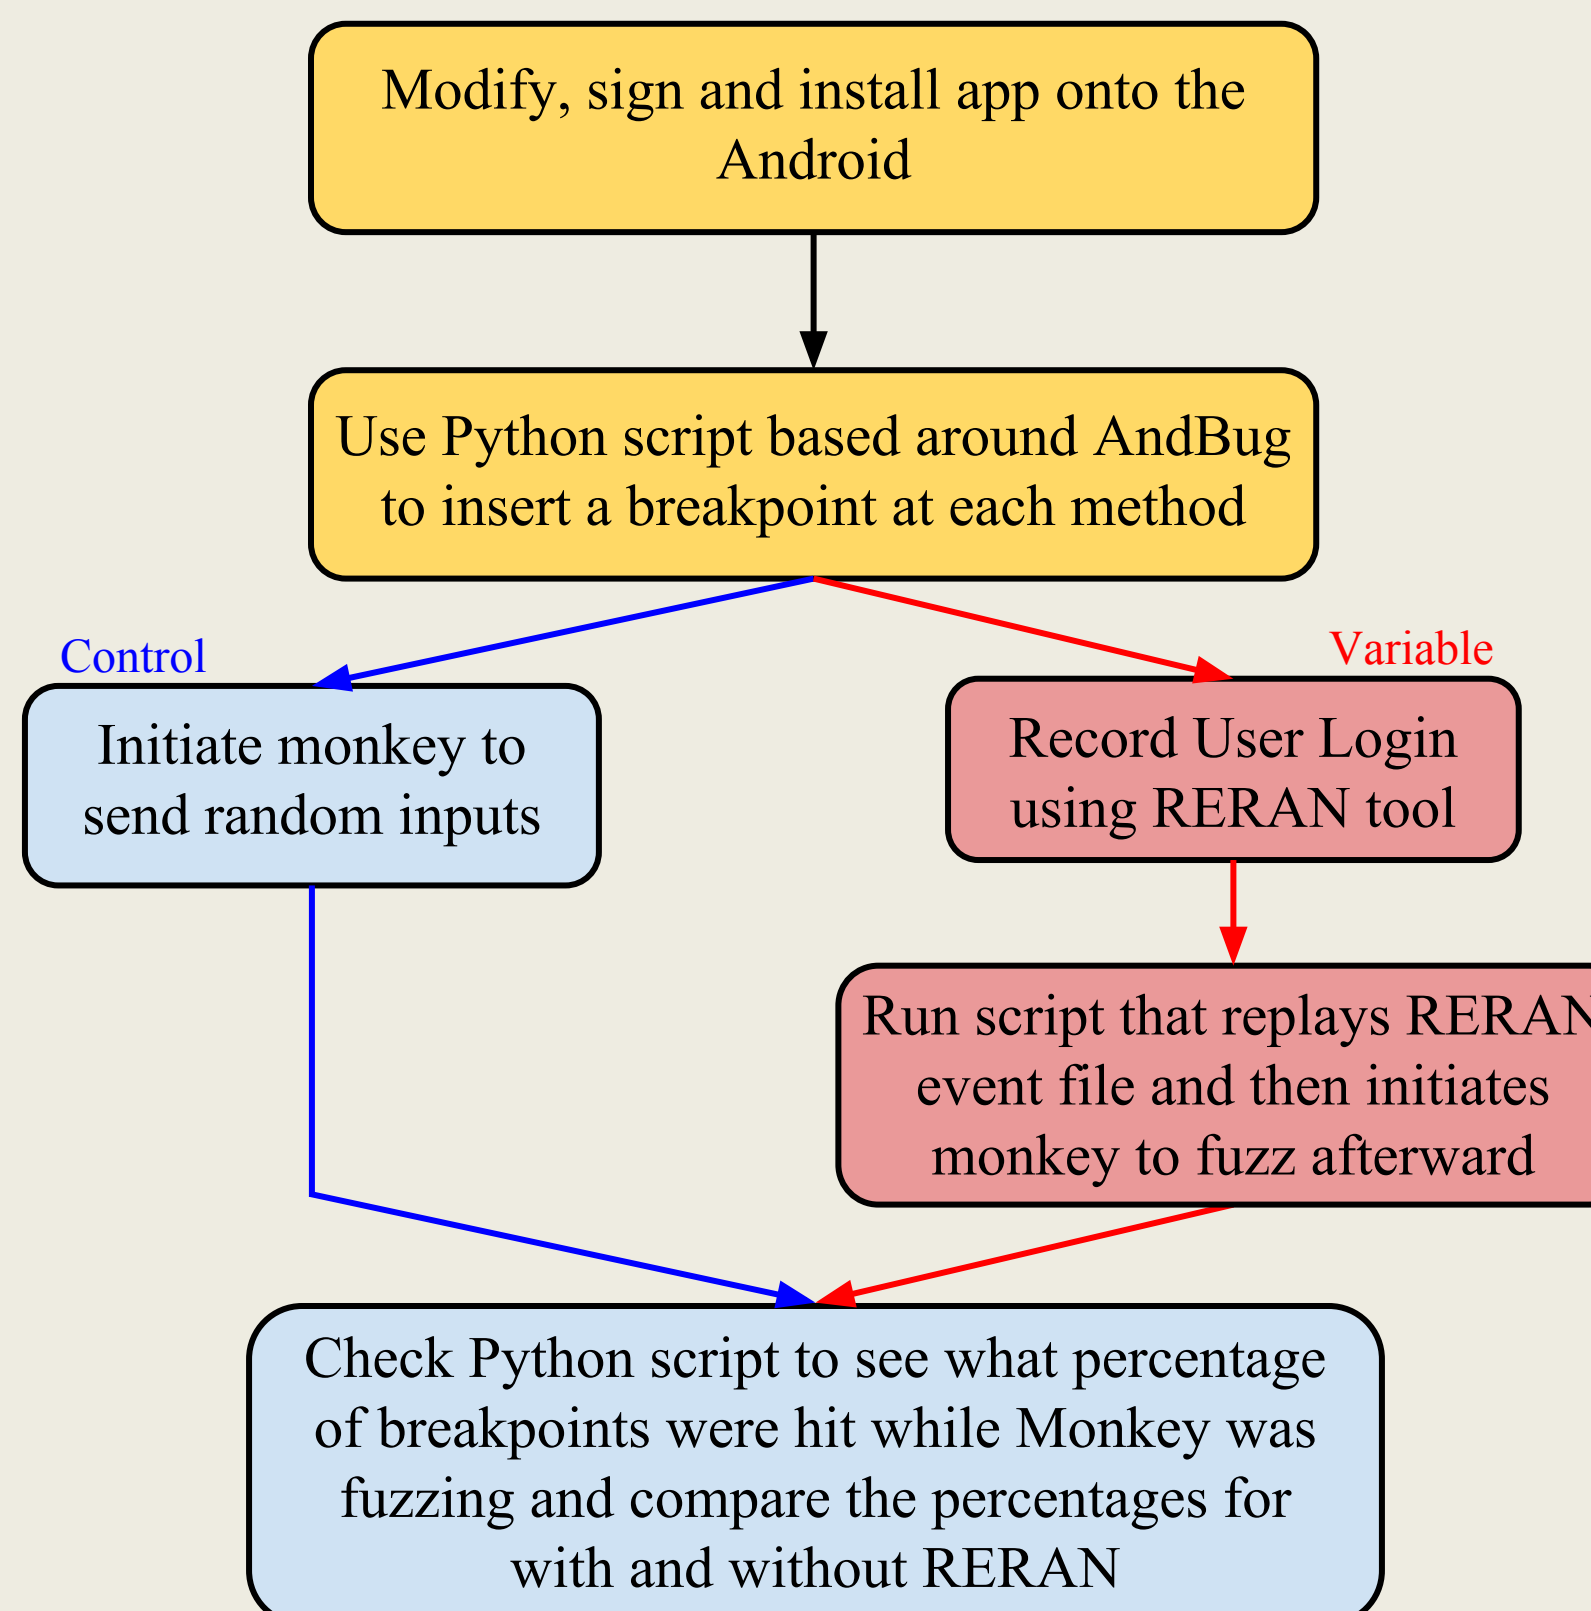 Modify, sign and install app onto the
Android
Use Python script based around AndBug
to insert a breakpoint at each method
Control
Initiate monkey to
send random inputs
Variable
Record User Login
using RERAN tool
Run script that replays RERAN
event file and then initiates
monkey to fuzz afterward
Check Python script to see what percentage
of breakpoints were hit while Monkey was
fuzzing and compare the percentages for
with and without RERAN